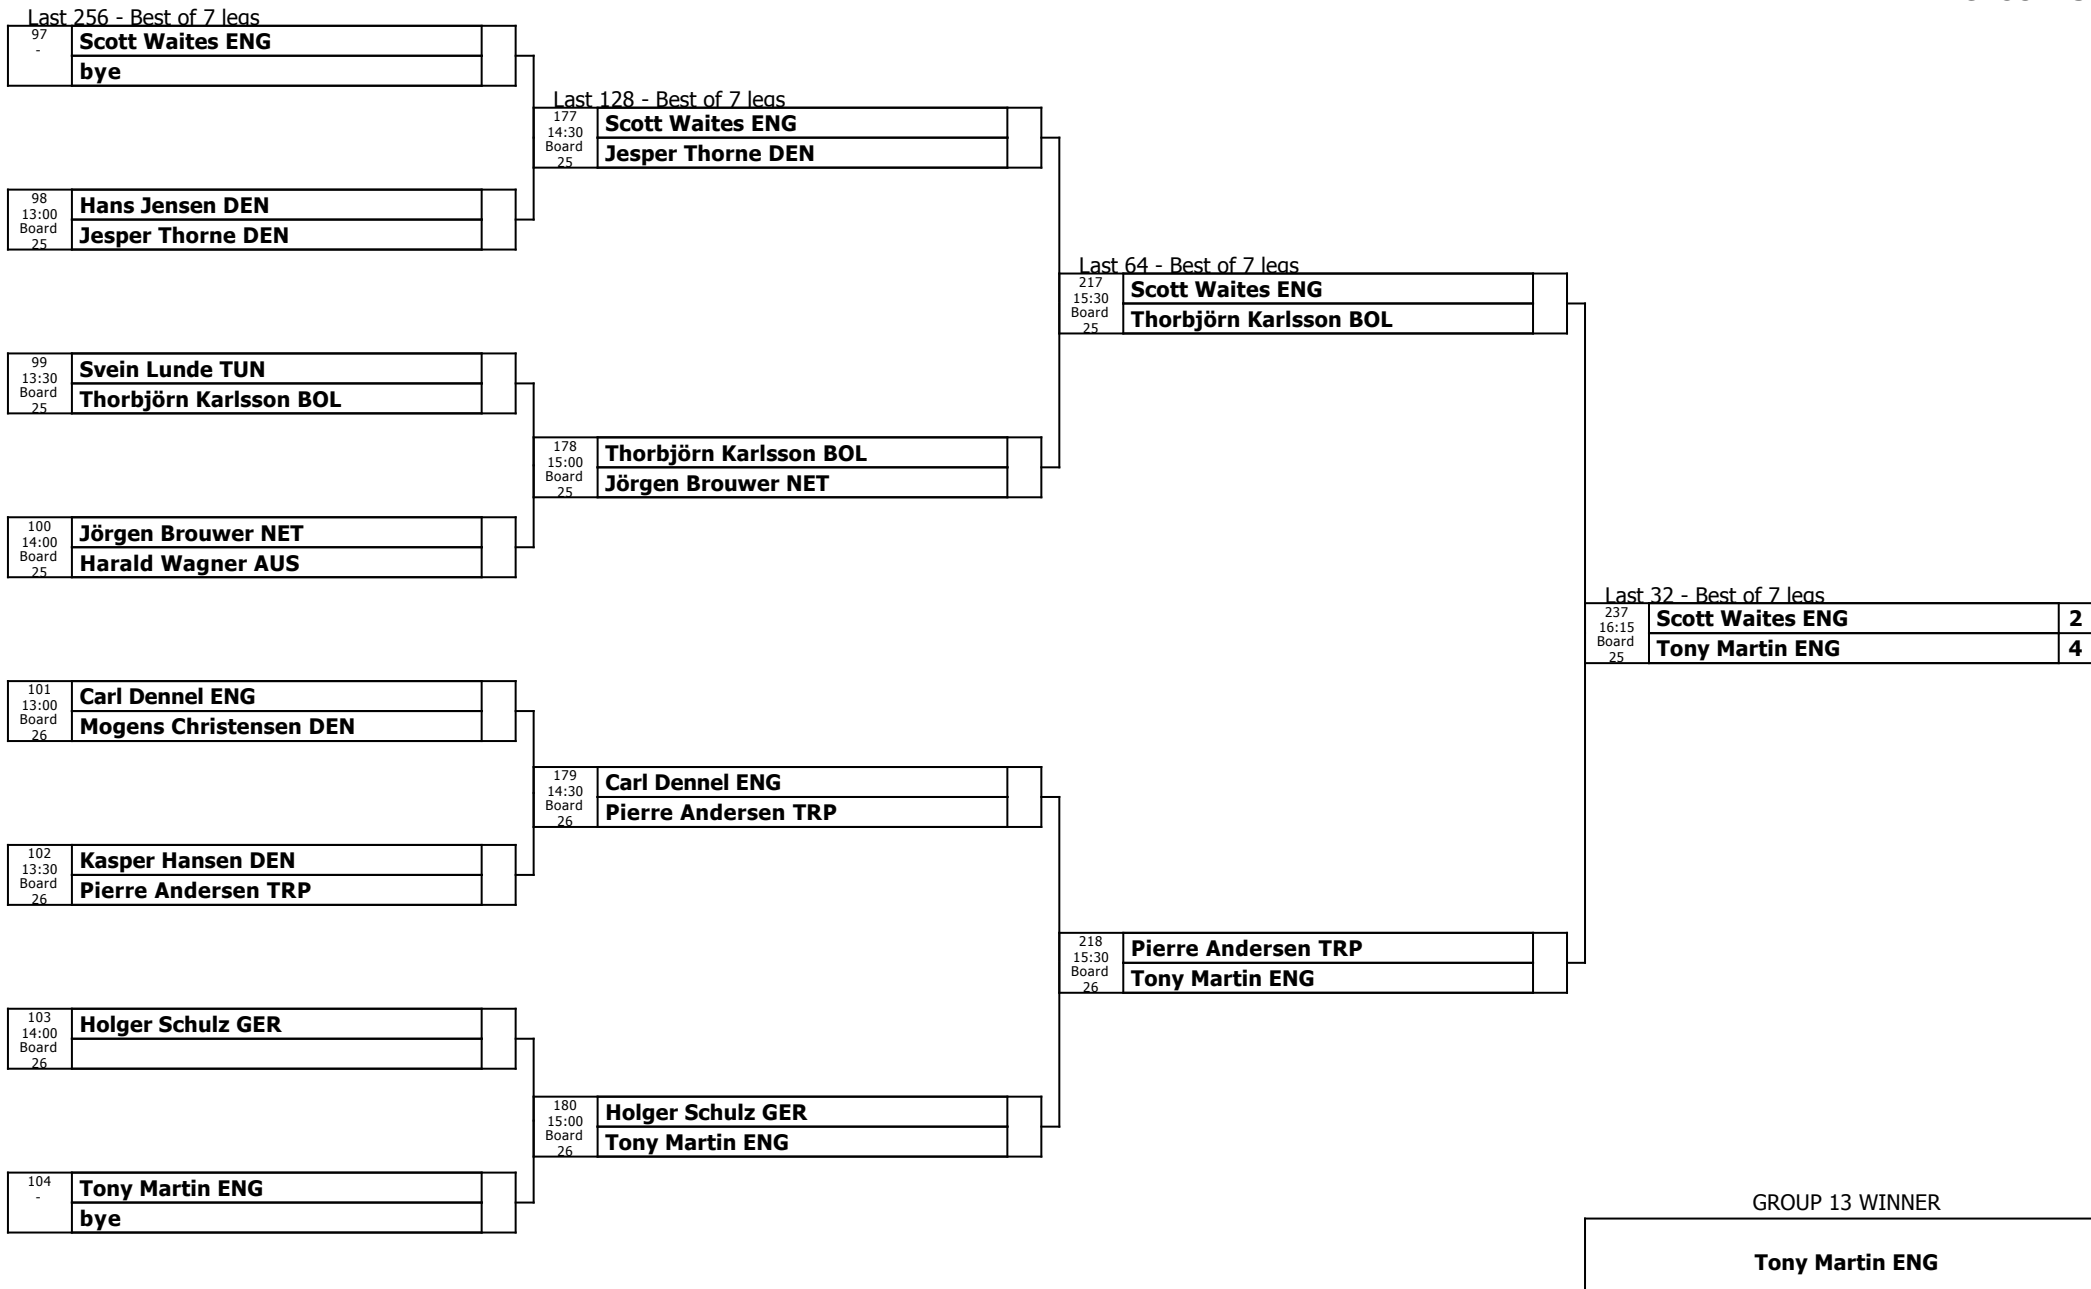 Last 256 - Best of 7 legs
97
-
Scott Waites ENG
bye
98
13:00
Board
25
Hans Jensen DEN
Jesper Thorne DEN
99
13:30
Board
25
Svein Lunde TUN
Thorbjörn Karlsson BOL
100
14:00
Board
25
Jörgen Brouwer NET
Harald Wagner AUS
101
13:00
Board
26
Carl Dennel ENG
Mogens Christensen DEN
102
13:30
Board
26
Kasper Hansen DEN
Pierre Andersen TRP
103
14:00
Board
26
Holger Schulz GER
104
-
Tony Martin ENG
bye
Last 128 - Best of 7 legs
177
14:30
Board
25
Scott Waites ENG
Jesper Thorne DEN
178
15:00
Board
25
Thorbjörn Karlsson BOL
Jörgen Brouwer NET
179
14:30
Board
26
Carl Dennel ENG
Pierre Andersen TRP
180
15:00
Board
26
Holger Schulz GER
Tony Martin ENG
Last 64 - Best of 7 legs
217
15:30
Board
25
Scott Waites ENG
Thorbjörn Karlsson BOL
218
15:30
Board
26
Pierre Andersen TRP
Tony Martin ENG
Last 32 - Best of 7 legs
237
16:15
Board
25
Scott Waites ENG 2
Tony Martin ENG 4
GROUP 13 WINNER
Tony Martin ENG